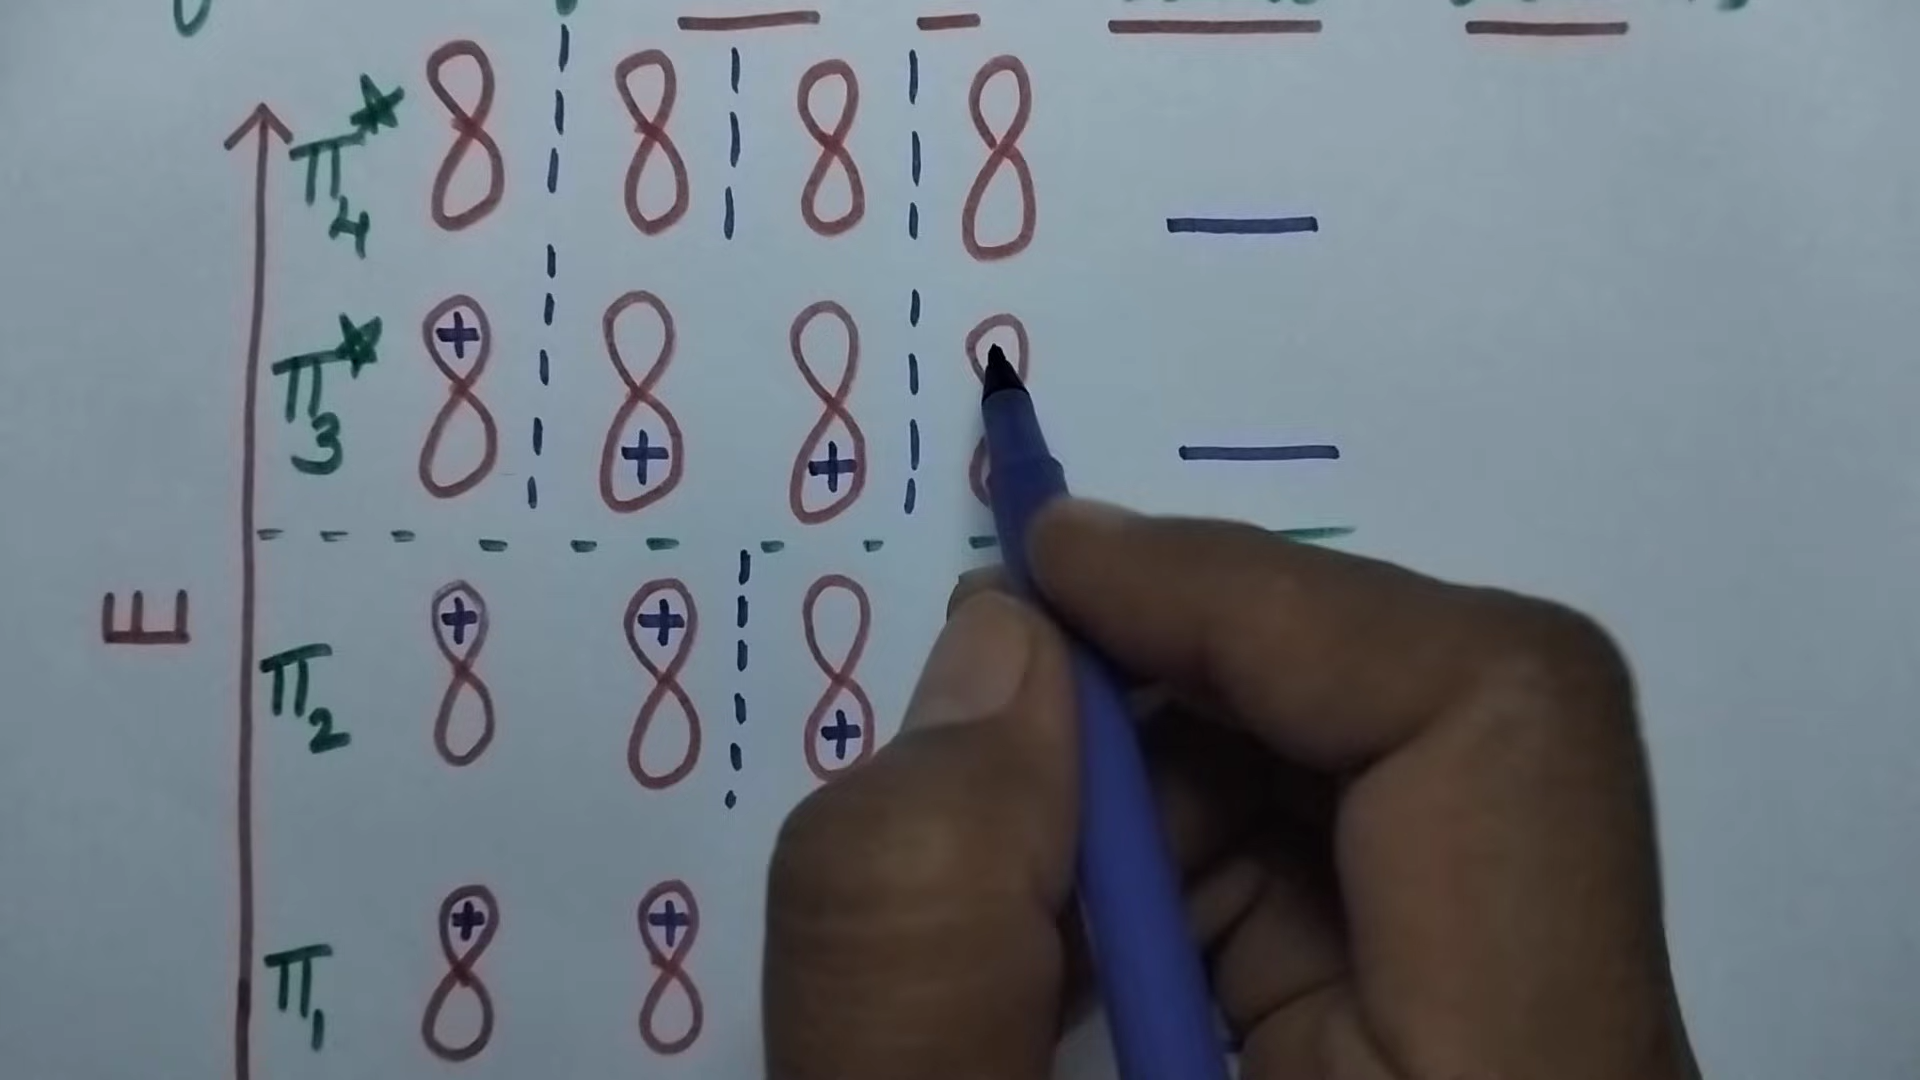 π₄*
π₃*
+
+ +
E
π₂
+ +
+
π₁
+ +